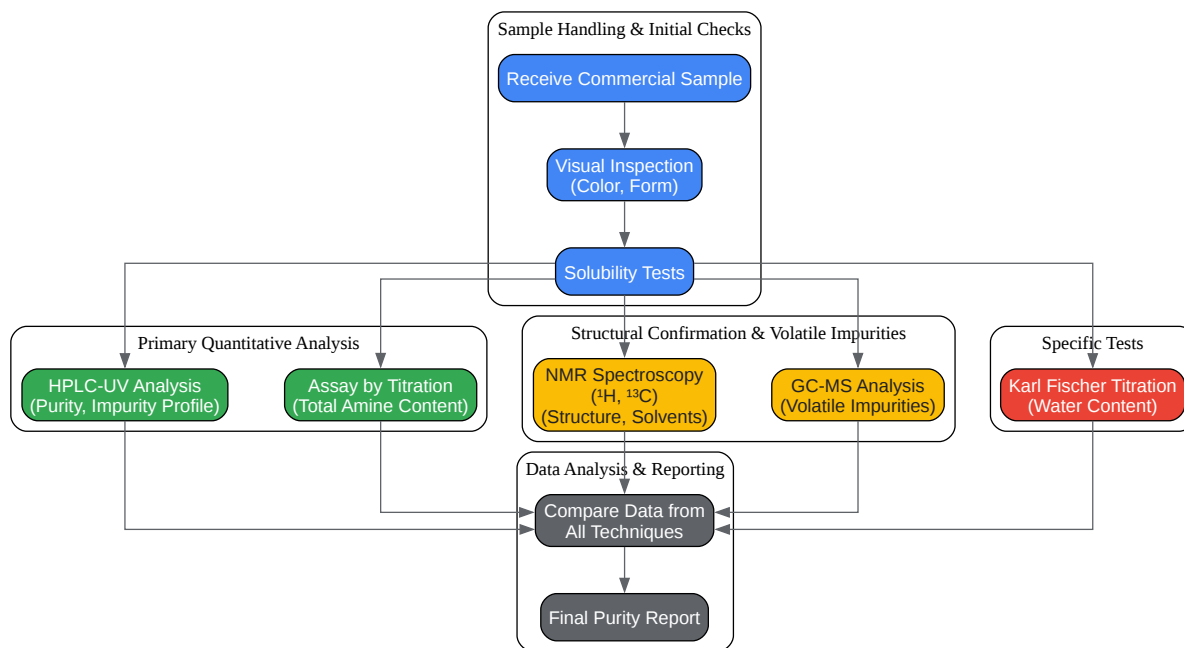 Sample Handling & Initial Checks
Receive Commercial Sample
Visual Inspection
(Color, Form)
Solubility Tests
Primary Quantitative Analysis
HPLC-UV Analysis
(Purity, Impurity Profile)
Assay by Titration
(Total Amine Content)
Structural Confirmation & Volatile Impurities
NMR Spectroscopy
(¹H, ¹³C)
(Structure, Solvents)
GC-MS Analysis
(Volatile Impurities)
Specific Tests
Karl Fischer Titration
(Water Content)
Data Analysis & Reporting
Compare Data from
All Techniques
Final Purity Report